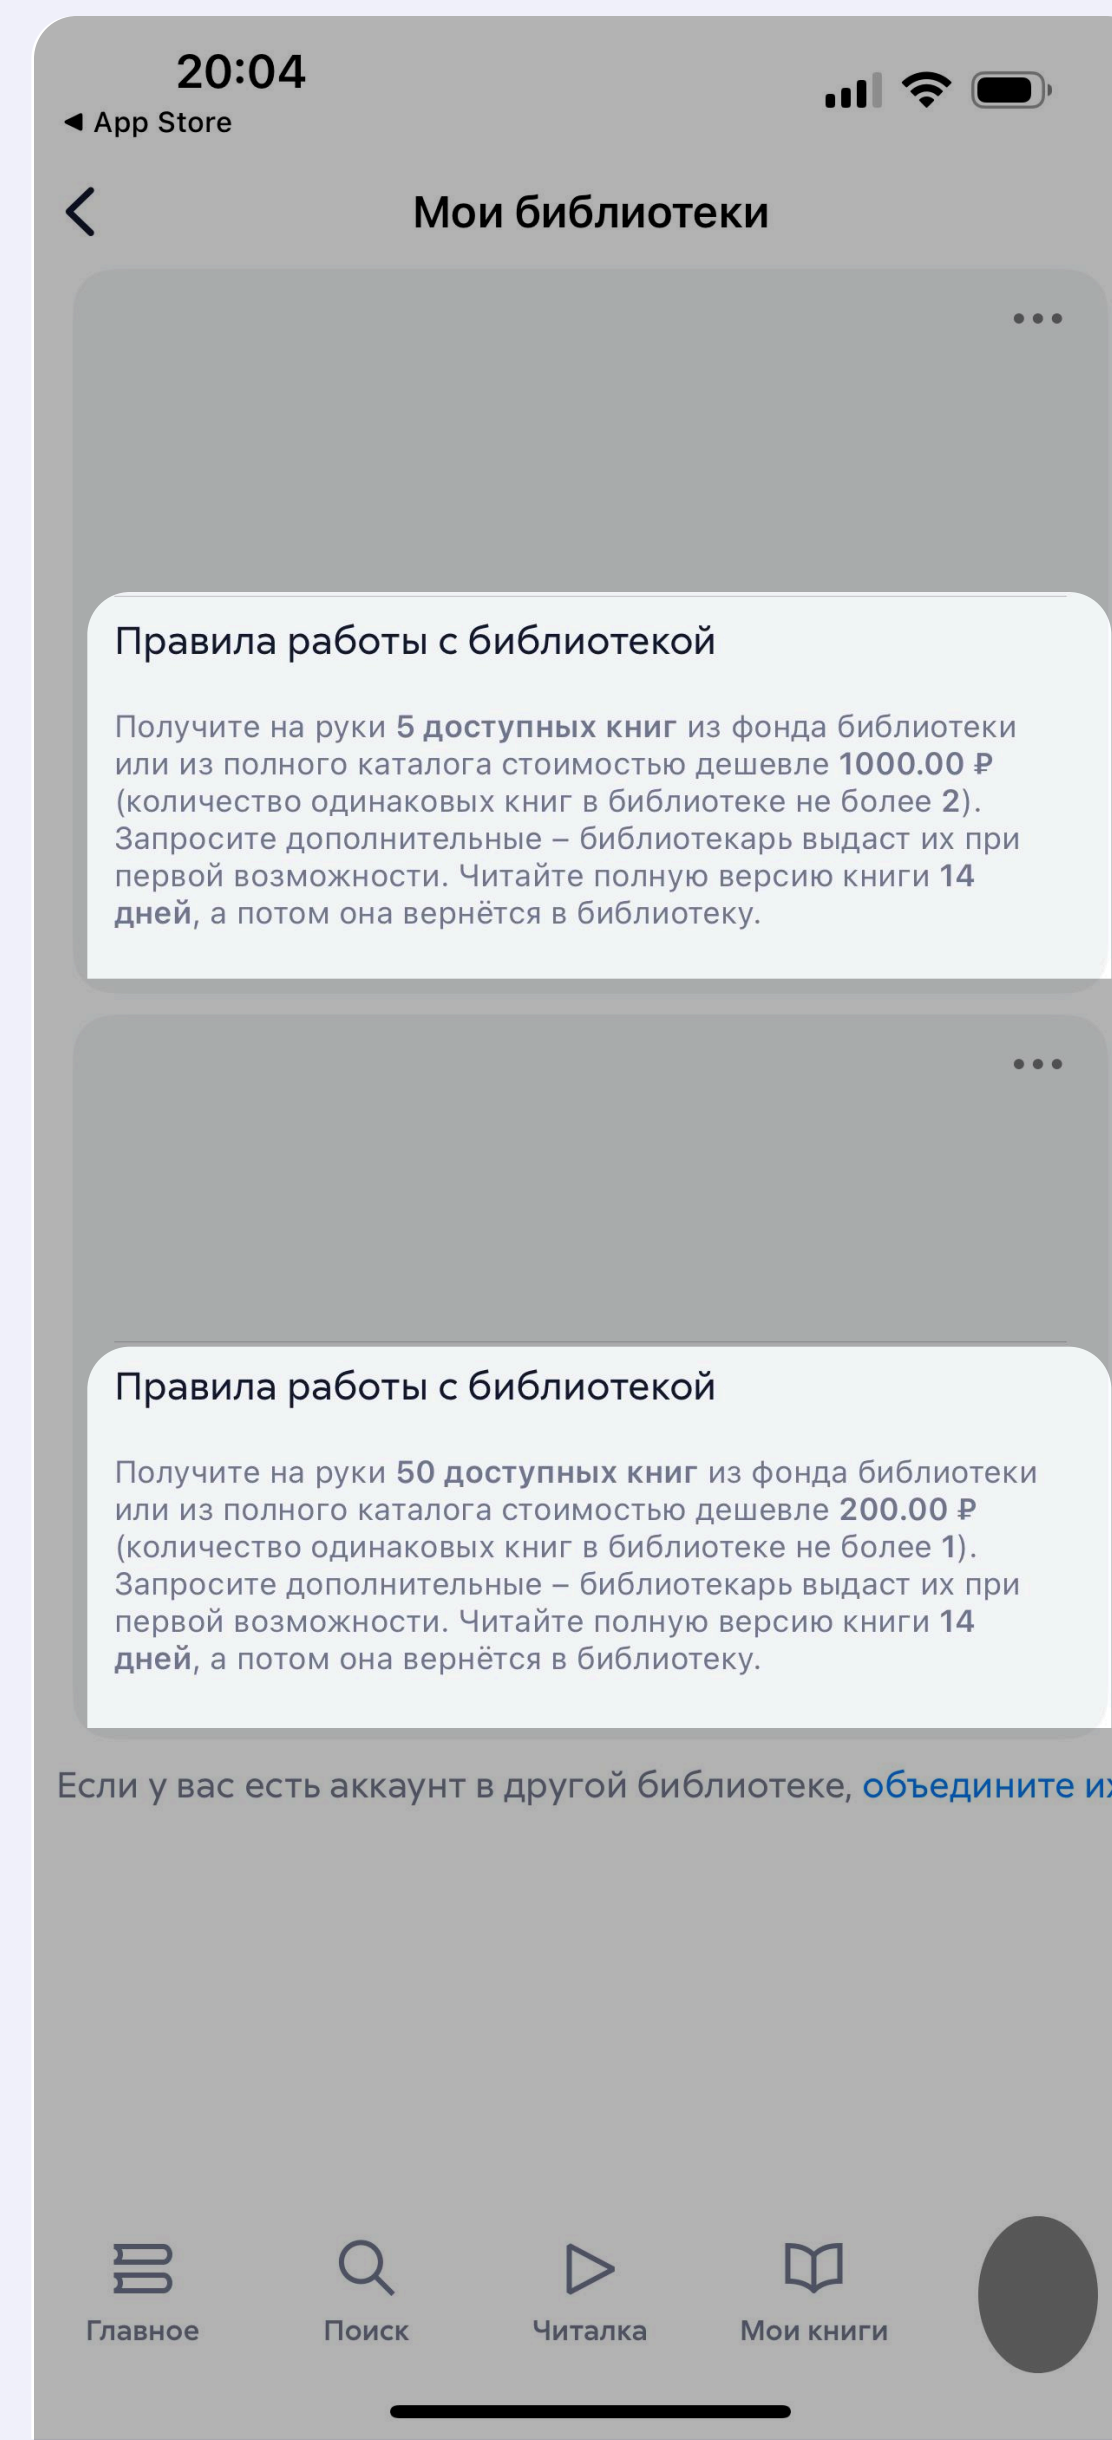 20:04
◀ App Store
Мои библиотеки
Правила работы с библиотекой
Получите на руки 5 доступных книг из фонда библиотеки
или из полного каталога стоимостью дешевле 1000.00 ₽
(количество одинаковых книг в библиотеке не более 2).
Запросите дополнительные – библиотекарь выдаст их при
первой возможности. Читайте полную версию книги 14
дней, а потом она вернётся в библиотеку.
Правила работы с библиотекой
Получите на руки 50 доступных книг из фонда библиотеки
или из полного каталога стоимостью дешевле 200.00 ₽
(количество одинаковых книг в библиотеке не более 1).
Запросите дополнительные – библиотекарь выдаст их при
первой возможности. Читайте полную версию книги 14
дней, а потом она вернётся в библиотеку.
Если у вас есть аккаунт в другой библиотеке, объедините их
Главное
Поиск
Читалка
Мои книги